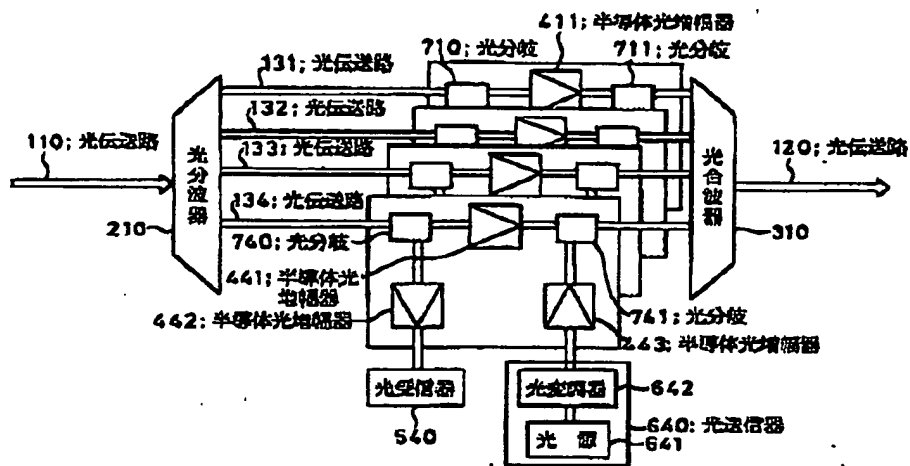 411；半導体光増幅器
710；光分岐
711；光分岐
131；光伝送路
132；光伝送路
110；光伝送路
133；光伝送路
120；光伝送路
光分波器
光合波器
134；光伝送路
210
310
740；光分岐
441；半導体光
増幅器
442；半導体光増幅器
741；光分岐
443；半導体光増幅器
光受信器
光変調器
642
540
640；光送信器
光源
641